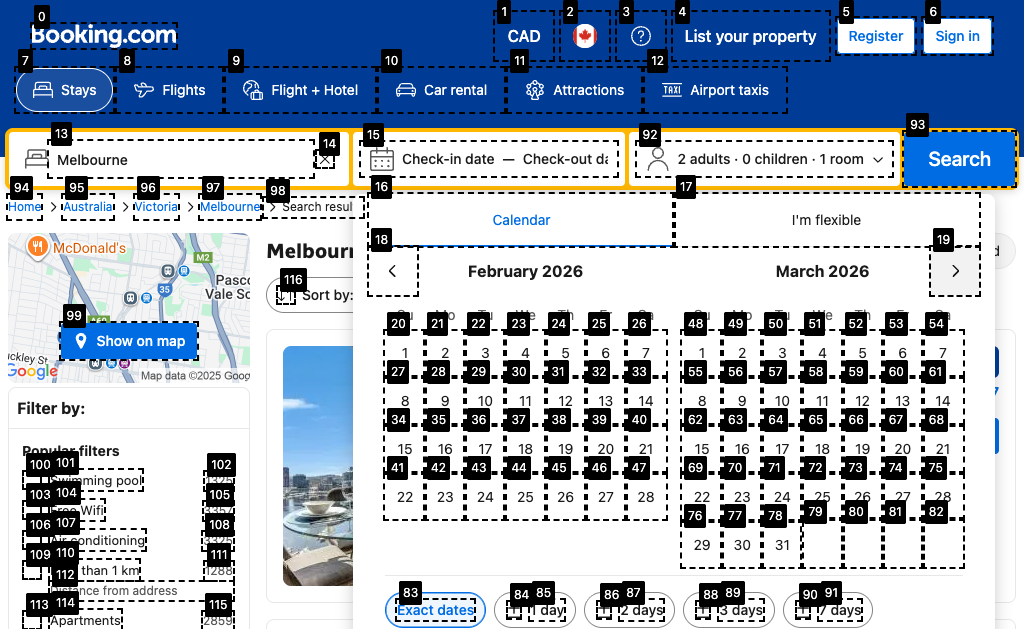 0 1 2 3 4 5 6
Booking.com CAD List your property Register Sign in
7 8 9 10 11 12
Stays Flights Flight + Hotel Car rental Attractions TAXI Airport taxis
13 14 15 92 93
Melbourne Check-in date — Check-out da 2 adults · 0 children · 1 room Search
94 95 96 97 98 16 17
Home Australia Victoria Melbourne Search resul
Calendar I'm flexible
18 19
McDonald's M2 Melbour February 2026 March 2026
35 Pasco
Vale So
116
Sort by:
99
Show on map
ckley St
Google Map data ©2025 Goog
20 21 22 23 24 25 26 48 49 50 51 52 53 54
1 2 3 4 5 6 7 1 2 3 4 5 6 7
27 28 29 30 31 32 33 55 56 57 58 59 60 61
8 9 10 11 12 13 14 8 9 10 11 12 13 14
34 35 36 37 38 39 40 62 63 64 65 66 67 68
15 16 17 18 19 20 21 15 16 17 18 19 20 21
41 42 43 44 45 46 47 69 70 71 72 73 74 75
22 23 24 25 26 27 28 22 23 24 25 26 27 28
76 77 78 79 80 81 82
29 30 31
Filter by:
Popular filters
100 101 102
Swimming pool 1325
103 104 105
Free Wifi 3357
106 107 108
Air conditioning 3325
109 110 111
than 1 km 1288
112
Distance from address
113 114 115
Apartments 2859
83 84 85 86 87 88 89 90 91
Exact dates 1 day 2 days 3 days 7 days